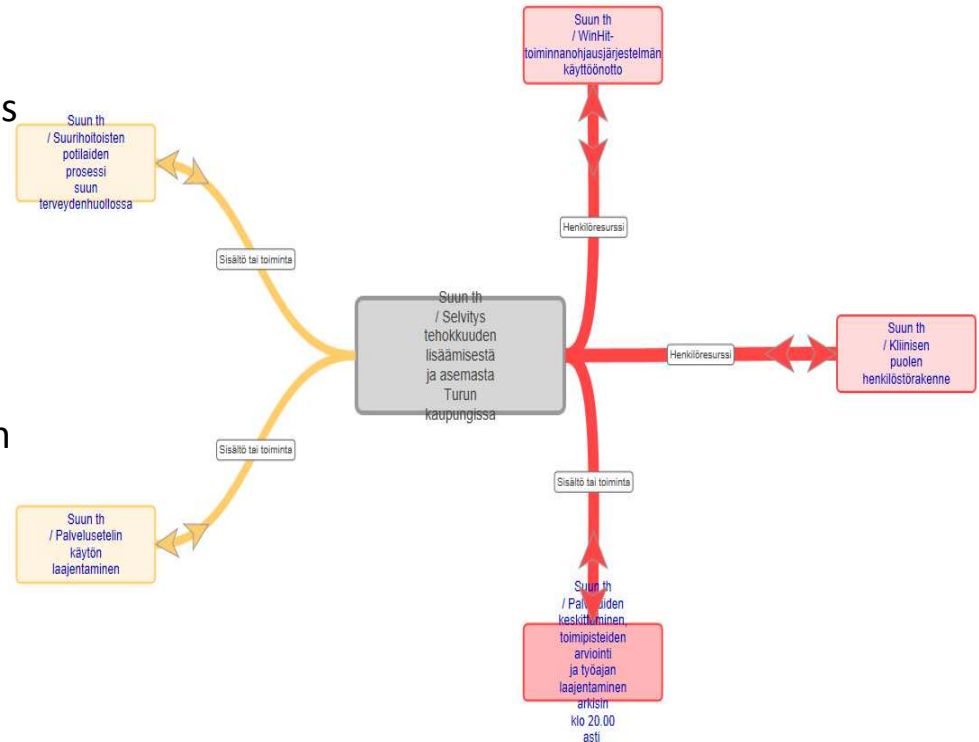 Suun th
/ WinHit-
toiminnanohjausjärjestelmän
käyttöönotto
s
Suun th
/ Suurihoitoisten
potilaiden
prosessi
suun
terveydenhuollossa
Henkilöresurssi
Sisältö tai toiminta
Suun th
/ Selvitys
tehokkuuden
lisäämisestä
ja asemasta
Turun
kaupungissa
Henkilöresurssi
Suun th
/ Kliinisen
puolen
henkilöstörakenne
n
Sisältö tai toiminta
Sisältö tai toiminta
Suun th
/ Palvelusetelin
käytön
laajentaminen
Suun th
/ Palveluiden
keskittäminen,
toimipisteiden
arviointi
ja työajan
laajentaminen
arkisin
klo 20.00
asti